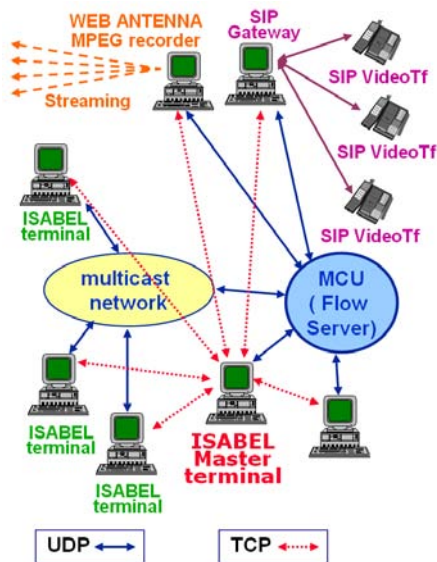 WEB ANTENNA
MPEG recorder
SIP
Gateway
SIP VideoTf
Streaming
SIP VideoTf
SIP VideoTf
ISABEL
terminal
multicast
network
MCU
( Flow
Server)
ISABEL
terminal
ISABEL
terminal
ISABEL
Master
terminal
UDP
TCP